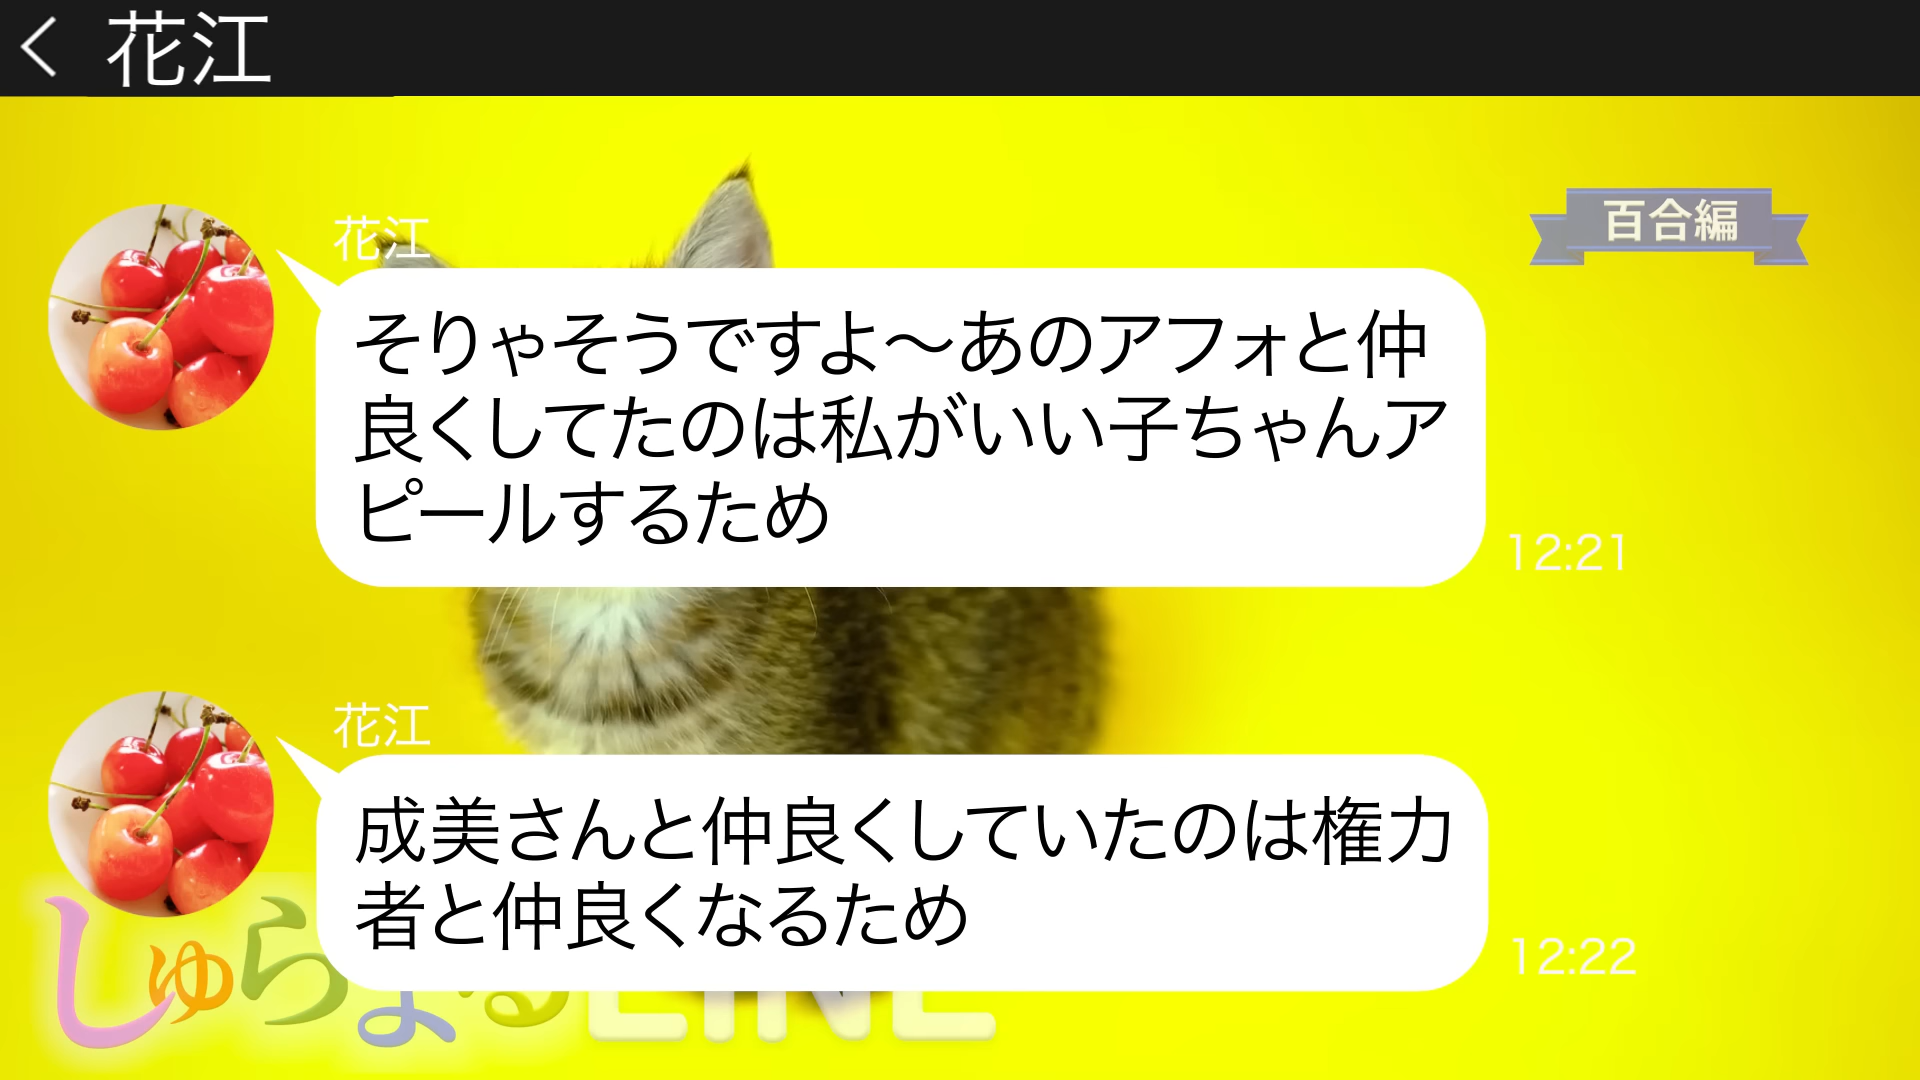 花江
百合編
花江
そりゃそうですよ〜あのアフォと仲
良くしてたのは私がいい子ちゃんア
ピールするため
12:21
花江
成美さんと仲良くしていたのは権力
者と仲良くなるため
12:22
しゅらよるLINE